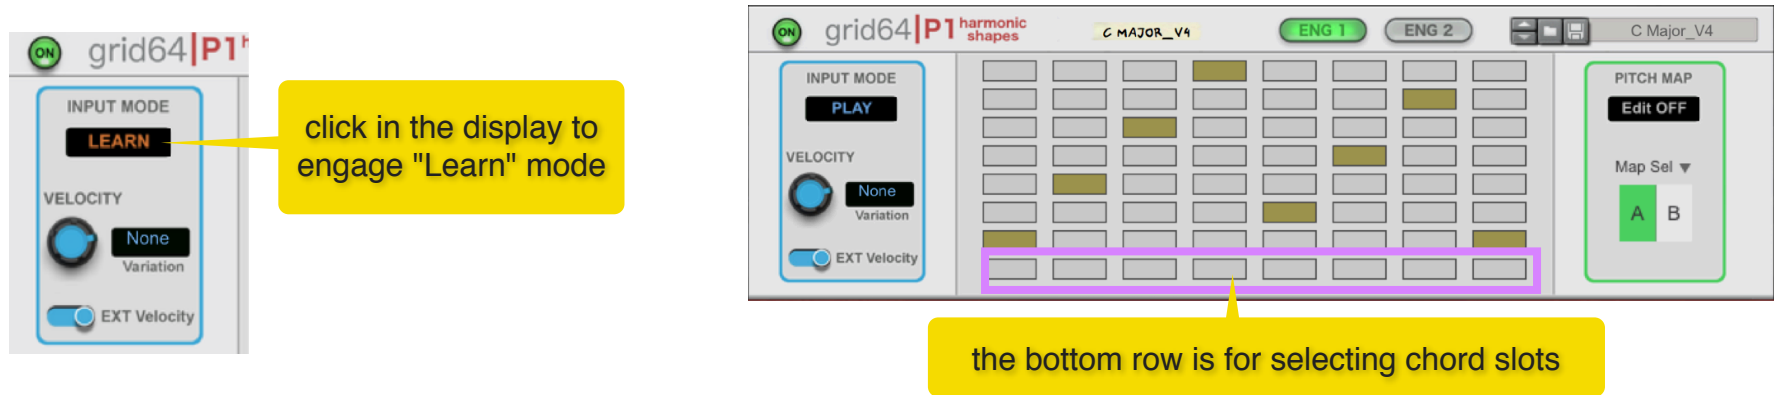 ON grid64|P1
INPUT MODE
LEARN
VELOCITY
None
Variation
EXT Velocity
click in the display to
engage "Learn" mode
ON grid64|P1 harmonic shapes
C MAJOR_V4
ENG 1
ENG 2
C Major_V4
INPUT MODE
PLAY
VELOCITY
None
Variation
EXT Velocity
PITCH MAP
Edit OFF
Map Sel ▼
A B
the bottom row is for selecting chord slots